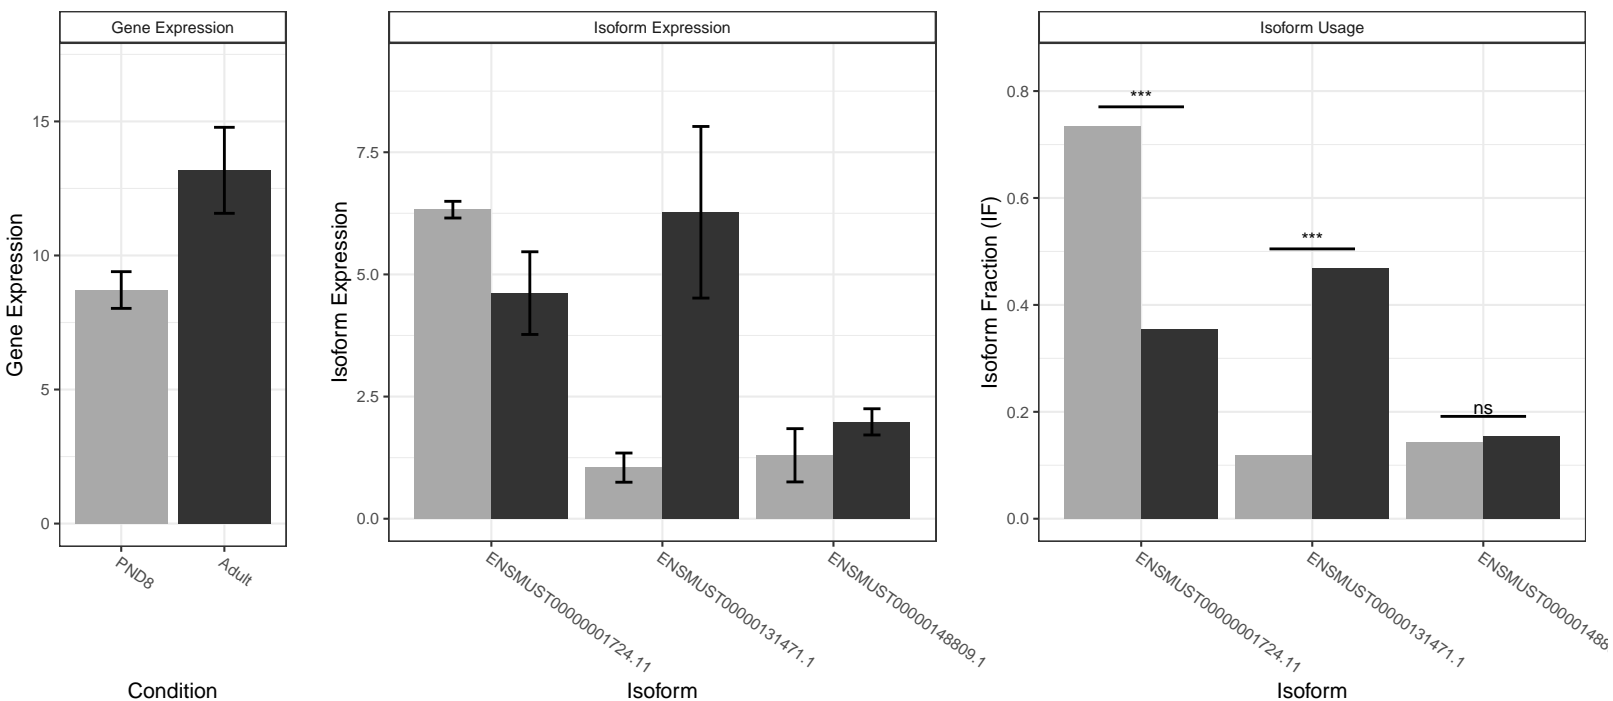 Gene Expression
Gene Expression
15
10
5
0
PND8
Adult
Condition
Isoform Expression
Isoform Expression
7.5
5.0
2.5
0.0
ENSMUST00000001724.11
ENSMUST00000131471.1
ENSMUST00000148809.1
Isoform
Isoform Usage
Isoform Fraction (IF)
0.8
0.6
0.4
0.2
0.0
***
***
ns
ENSMUST00000001724.11
ENSMUST00000131471.1
ENSMUST00000148
Isoform